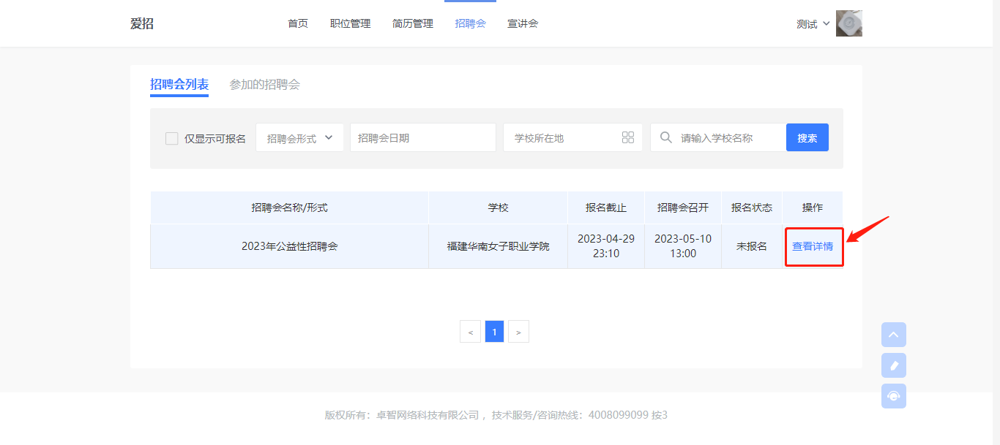 爱招
首页 职位管理 简历管理 招聘会 宣讲会
测试
招聘会列表 参加的招聘会
仅显示可报名 招聘会形式 招聘会日期 学校所在地 请输入学校名称 搜索
招聘会名称/形式 学校 报名截止 招聘会召开 报名状态 操作
2023年公益性招聘会 福建华南女子职业学院 2023-04-29 23:10 2023-05-10 13:00 未报名 查看详情
< 1 >
版权所有：卓智网络科技有限公司 ，技术服务/咨询热线：4008099099 按3